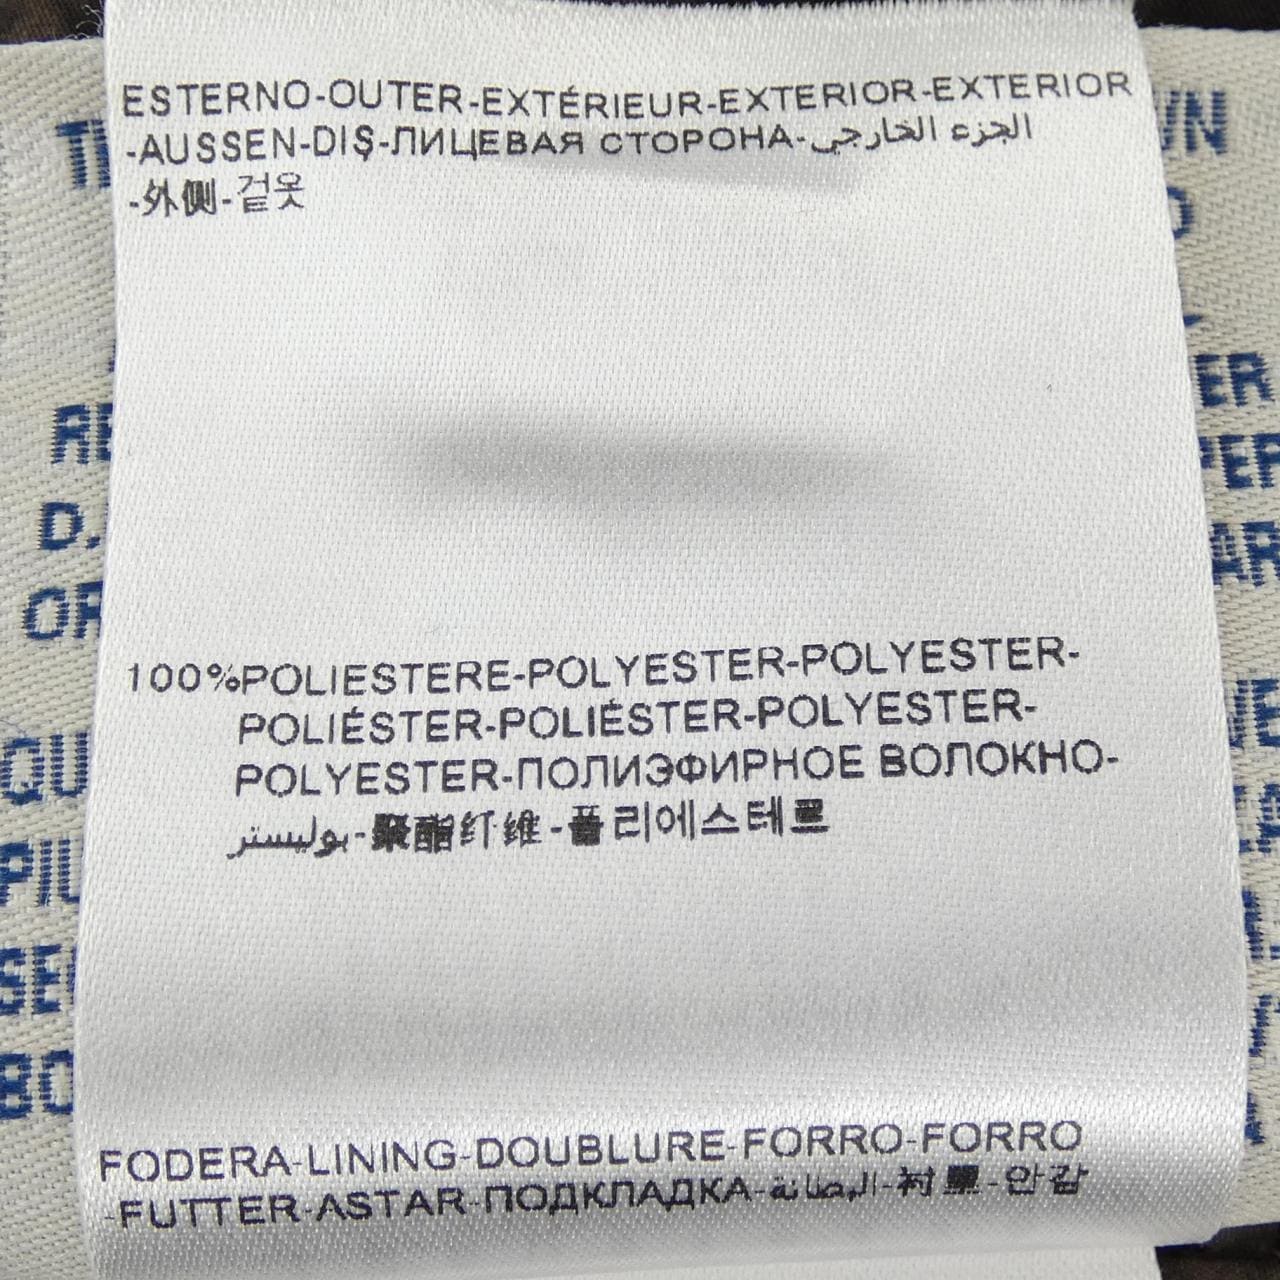 ESTERNO-OUTER-EXTÉRIEUR-EXTERIOR-EXTERIOR
-AUSSEN-DIŞ-ЛИЦЕВАЯ СТОРОНА-الجزء الخارجي
-外侧-겉옷
100%POLIESTERE-POLYESTER-POLYESTER-
POLIÉSTER-POLIÉSTER-POLYESTER-
POLYESTER-ПОЛИЭФИРНОЕ ВОЛОКНО-
بوليستر-聚酯纤维-폴리에스테르
FODERA-LINING-DOUBLURE-FORRO-FORRO
-FUTTER-ASTAR-ПОДКЛАДКА-البطانة-衬里-안감